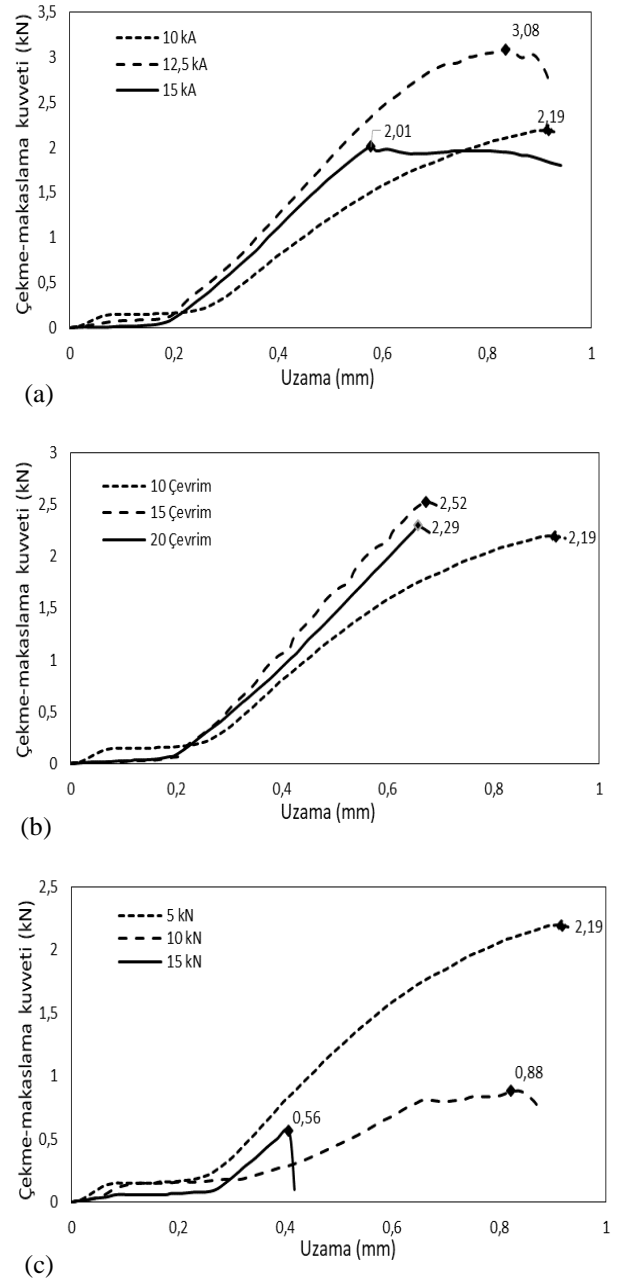 Çekme-makaslama kuvveti (kN)
3,5
3
2,5
2
1,5
1
0,5
0
10 kA
12,5 kA
15 kA
3,08
2,19
2,01
0 0,2 0,4 0,6 0,8 1
Uzama (mm)
(a)
Çekme-makaslama kuvveti (kN)
3
2,5
2
1,5
1
0,5
0
10 Çevrim
15 Çevrim
20 Çevrim
2,52
2,29
2,19
0 0,2 0,4 0,6 0,8 1
Uzama (mm)
(b)
Çekme-makaslama kuvveti (kN)
2,5
2
1,5
1
0,5
0
5 kN
10 kN
15 kN
2,19
0,88
0,56
0 0,2 0,4 0,6 0,8 1
Uzama (mm)
(c)